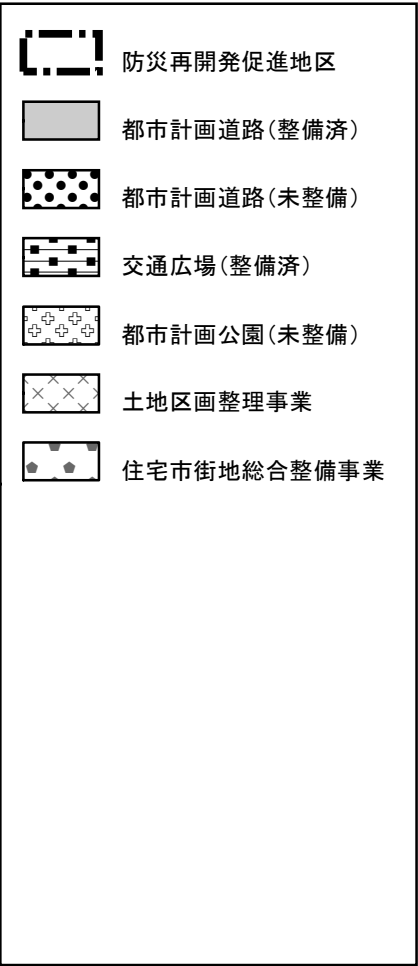 防災再開発促進地区
都市計画道路(整備済)
都市計画道路(未整備)
交通広場(整備済)
都市計画公園(未整備)
土地区画整理事業
住宅市街地総合整備事業